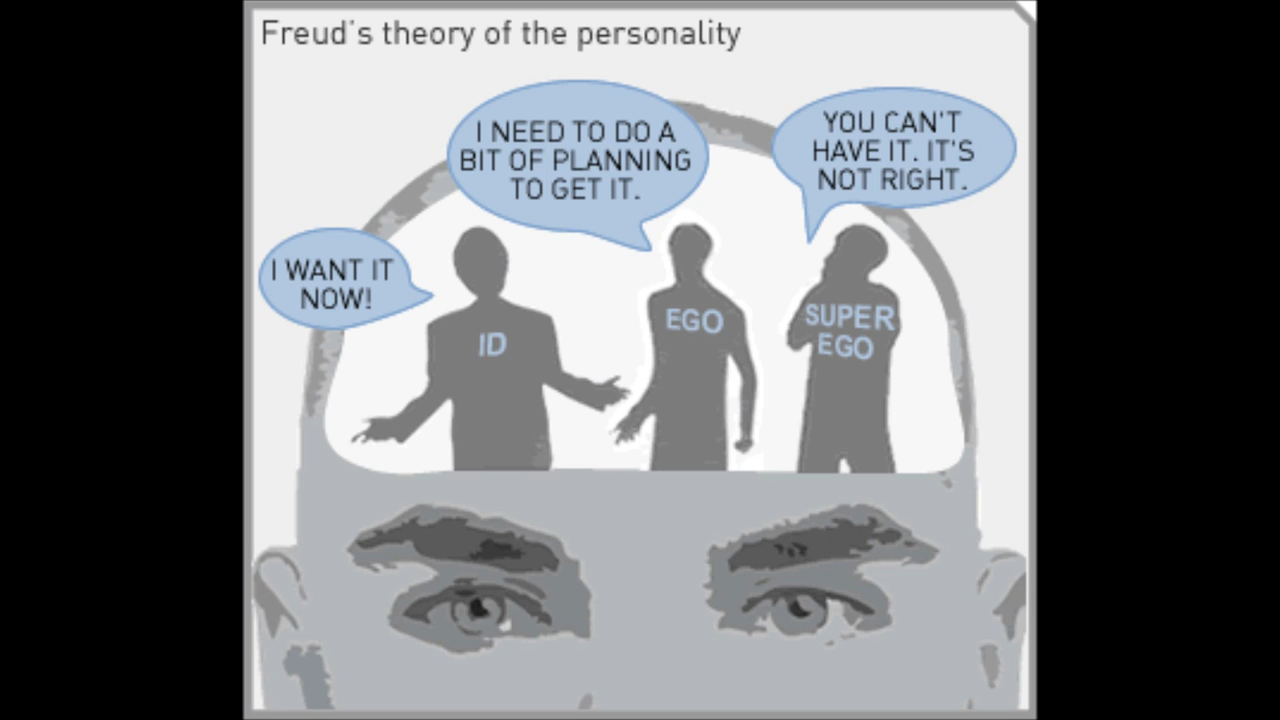 Freud's theory of the personality
I WANT IT
NOW!
I NEED TO DO A
BIT OF PLANNING
TO GET IT.
YOU CAN'T
HAVE IT. IT'S
NOT RIGHT.
ID
EGO
SUPER
EGO